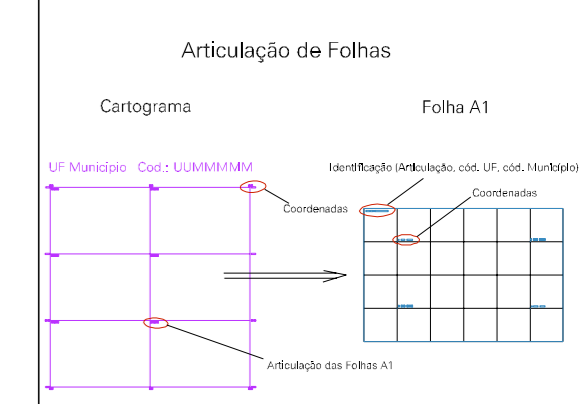 Articulação de Folhas
Cartograma
Folha A1
UF Municipio Cod.: UUMMMMM
Identificação (Articulação, cód. UF, cód. Município)
Coordenadas
Coordenadas
Articulação das Folhas A1